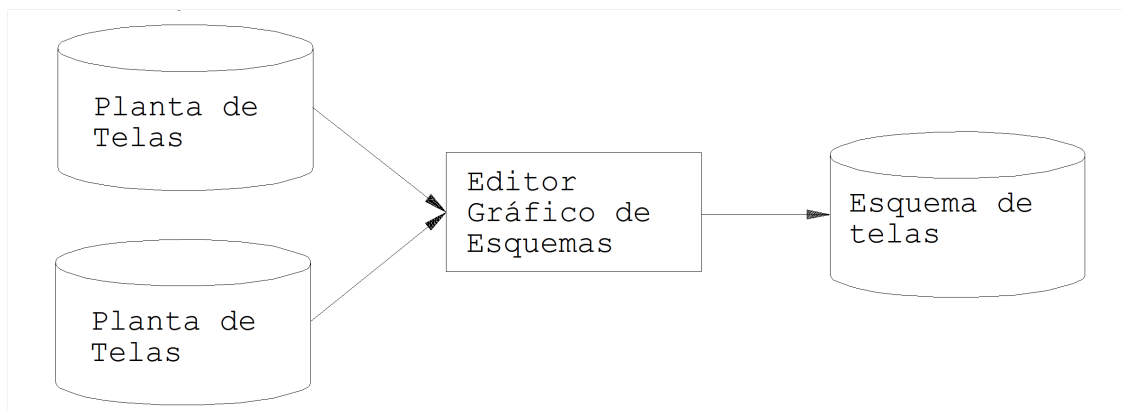 Planta de
Telas
Planta de
Telas
Editor
Gráfico de
Esquemas
Esquema de
telas